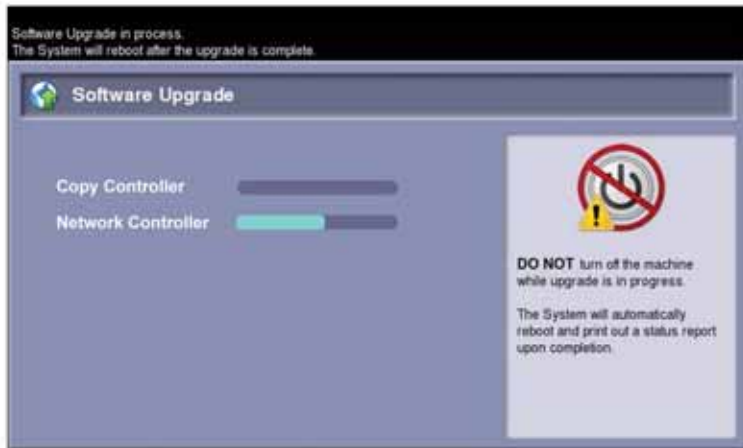 Software Upgrade in process.
The System will reboot after the upgrade is complete.
Software Upgrade
Copy Controller
Network Controller
DO NOT turn off the machine
while upgrade is in progress.
The System will automatically
reboot and print out a status report
upon completion.